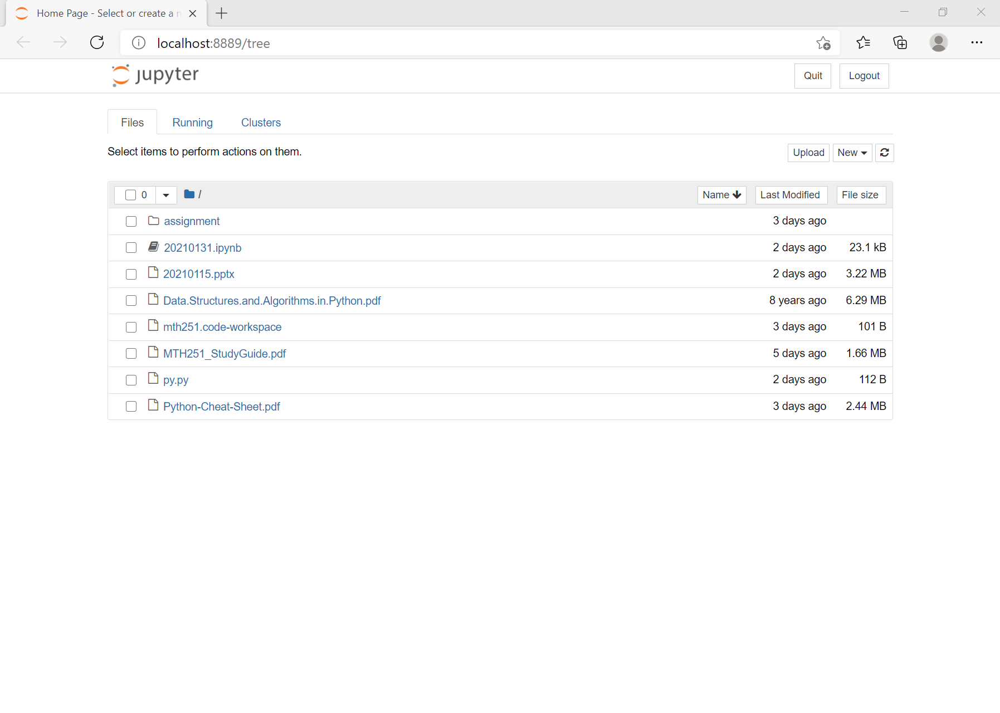 Home Page - Select or create a n
localhost:8889/tree
jupyter
Quit Logout
Files Running Clusters
Select items to perform actions on them.
Upload New
0 / Name Last Modified File size
assignment 3 days ago
20210131.ipynb 2 days ago 23.1 kB
20210115.pptx 2 days ago 3.22 MB
Data.Structures.and.Algorithms.in.Python.pdf 8 years ago 6.29 MB
mth251.code-workspace 3 days ago 101 B
MTH251_StudyGuide.pdf 5 days ago 1.66 MB
py.py 2 days ago 112 B
Python-Cheat-Sheet.pdf 3 days ago 2.44 MB